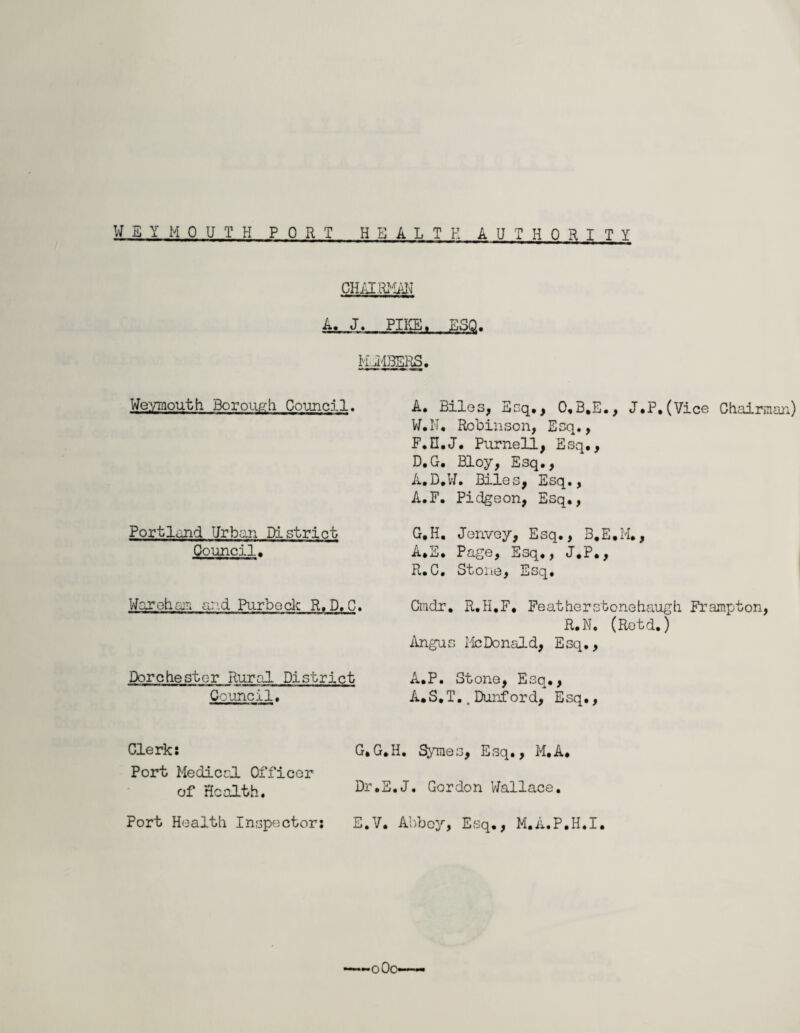 WEYMOUTH PORT HEALTH AUTHORITY
CHAIRMAN
A. J. PIKE, ESQ.
MEMBERS.
Weymouth Borough Council. A. Biles, Esq., O.B.E., J.P.(Vice Chairman)
W.N. Robinson, Esq.,
F.H.J. Purnell, Esq.,
D.G. Bloy, Esq.,
A.D.W. Biles, Esq.,
A.F. Pidgeon, Esq.,
Portland Urban District G.H. Jenvey, Esq., B.E.M.,
Council. A.E. Page, Esq., J.P.,
R.C. Stone, Esq.
Wareham and Purbeck R.D.C. Cmdr. R.H.F. Featherstonehaugh Frampton,
R.N. (Retd.)
Angus McDonald, Esq.,
Dorchester Rural District A.P. Stone, Esq.,
Council. A.S.T. Dunford, Esq.,
Clerk: G.G.H. Symes, Esq., M.A.
Port Medical Officer
of Health. Dr.E.J. Gordon Wallace.
Port Health Inspector: E.V. Abbey, Esq., M.A.P.H.I.
---oOo---